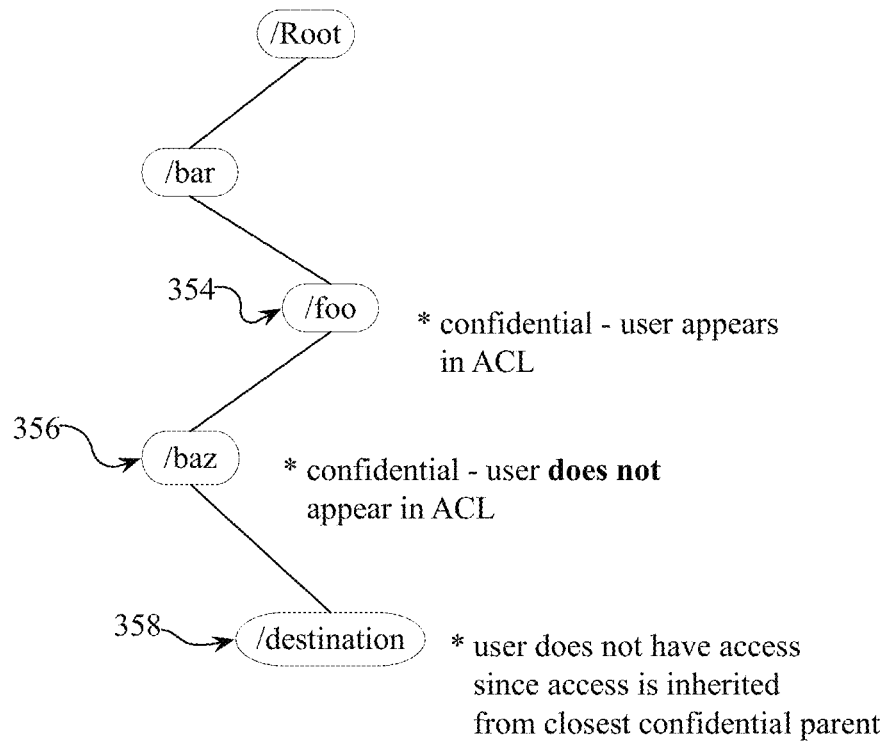 /Root
/bar
354
/foo
* confidential - user appears
in ACL
356
/baz
* confidential - user does not
appear in ACL
358
/destination
* user does not have access
since access is inherited
from closest confidential parent